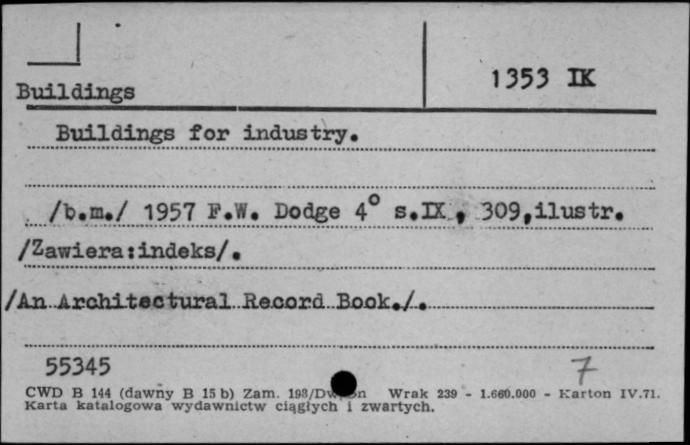 1353 IK
Buildings
Buildings for industry.
/b.m./ 1957 F.W. Dodge 4° s.IX, 309,ilustr.
/Zawiera:indeks/.
/An Architectural Record Book./.
55345 7
CWD B 144 (dawny B 15 b) Zam. 198/Dw Wrak 239 - 1.660.000 - Karton IV.71.
Karta katalogowa wydawnictw ciągłych i zwartych.